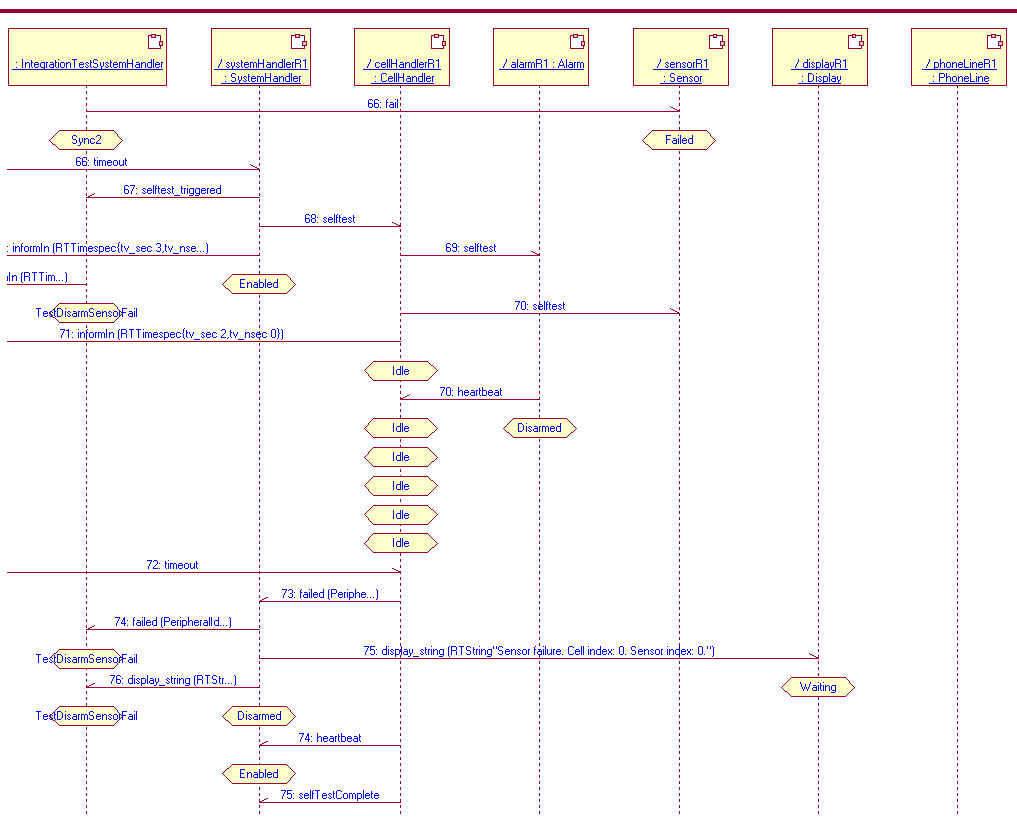 : IntegrationTestSystemHandler
/ systemHandlerR1
: SystemHandler
/ cellHandlerR1
: CellHandler
/ alarmR1 : Alarm
/ sensorR1
: Sensor
/ displayR1
: Display
/ phoneLineR1
: PhoneLine
66: fail
Sync2
Failed
66: timeout
67: selftest_triggered
68: selftest
: informIn (RTTimespec{tv_sec 3,tv_nse...)
69: selftest
In (RTTim...)
Enabled
TestDisarmSensorFail
70: selftest
71: informIn (RTTimespec{tv_sec 2,tv_nsec 0})
Idle
70: heartbeat
Idle
Disarmed
Idle
Idle
Idle
Idle
72: timeout
73: failed (Periphe...)
74: failed (PeripheralId...)
TestDisarmSensorFail
75: display_string (RTString"Sensor failure. Cell index: 0. Sensor index: 0.")
76: display_string (RTStr...)
Waiting
TestDisarmSensorFail
Disarmed
74: heartbeat
Enabled
75: selfTestComplete